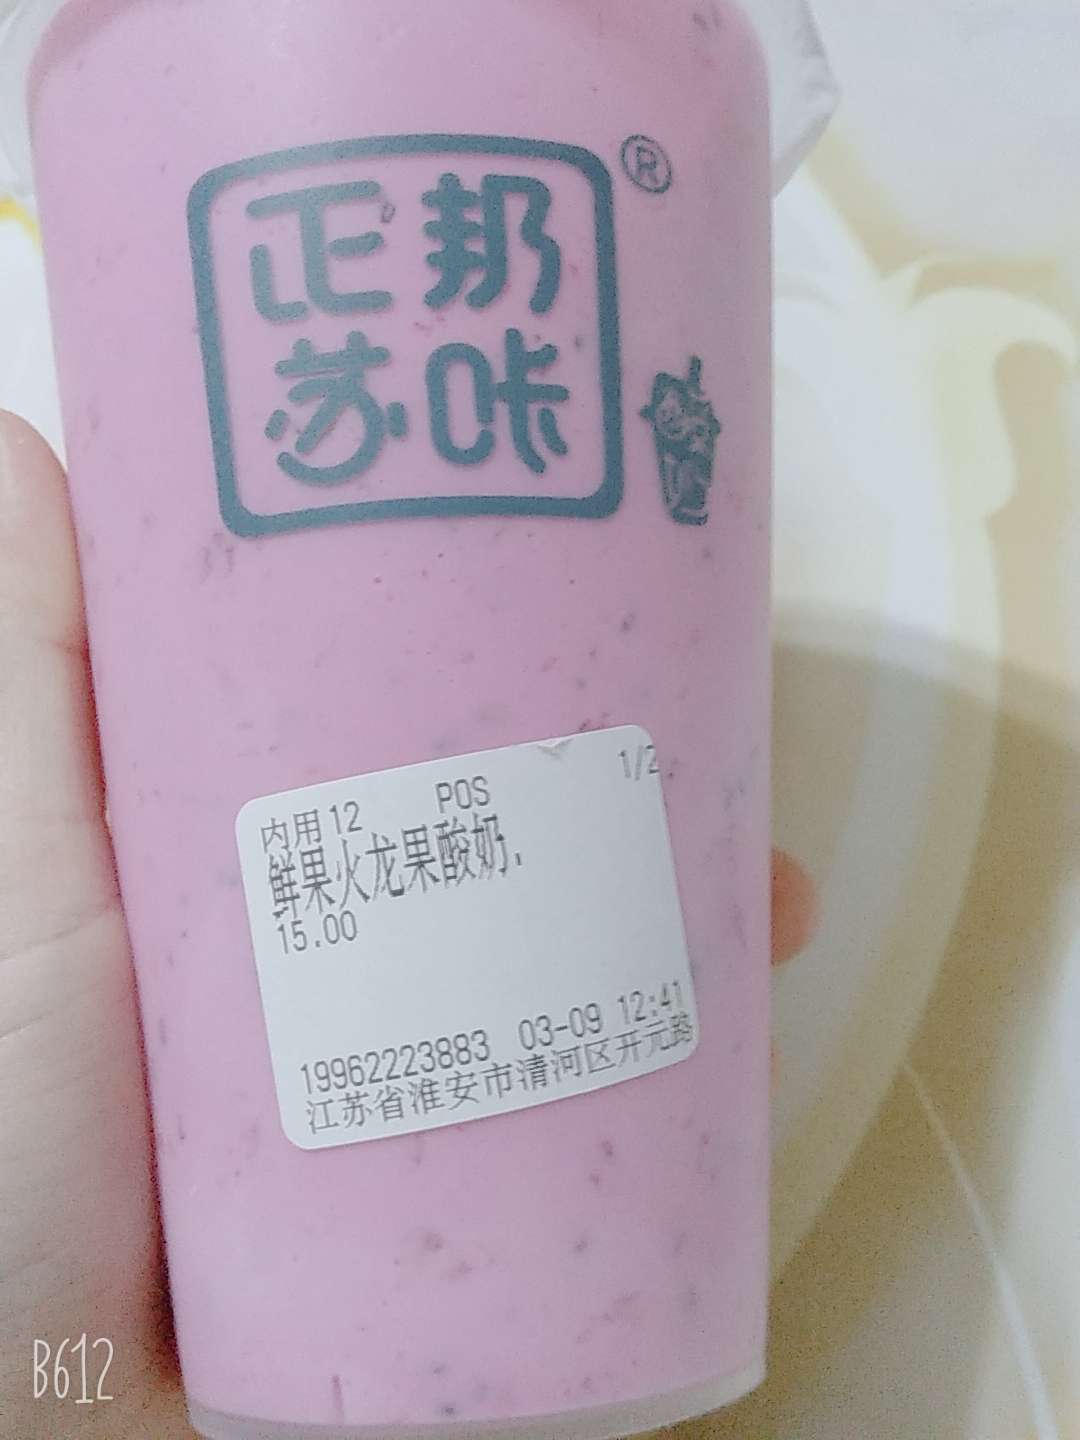 正邦
苏咔
®
内用 12 POS 1/2
鲜果火龙果酸奶.
15.00
19962223883 03-09 12:41
江苏省淮安市清河区开元路
B612